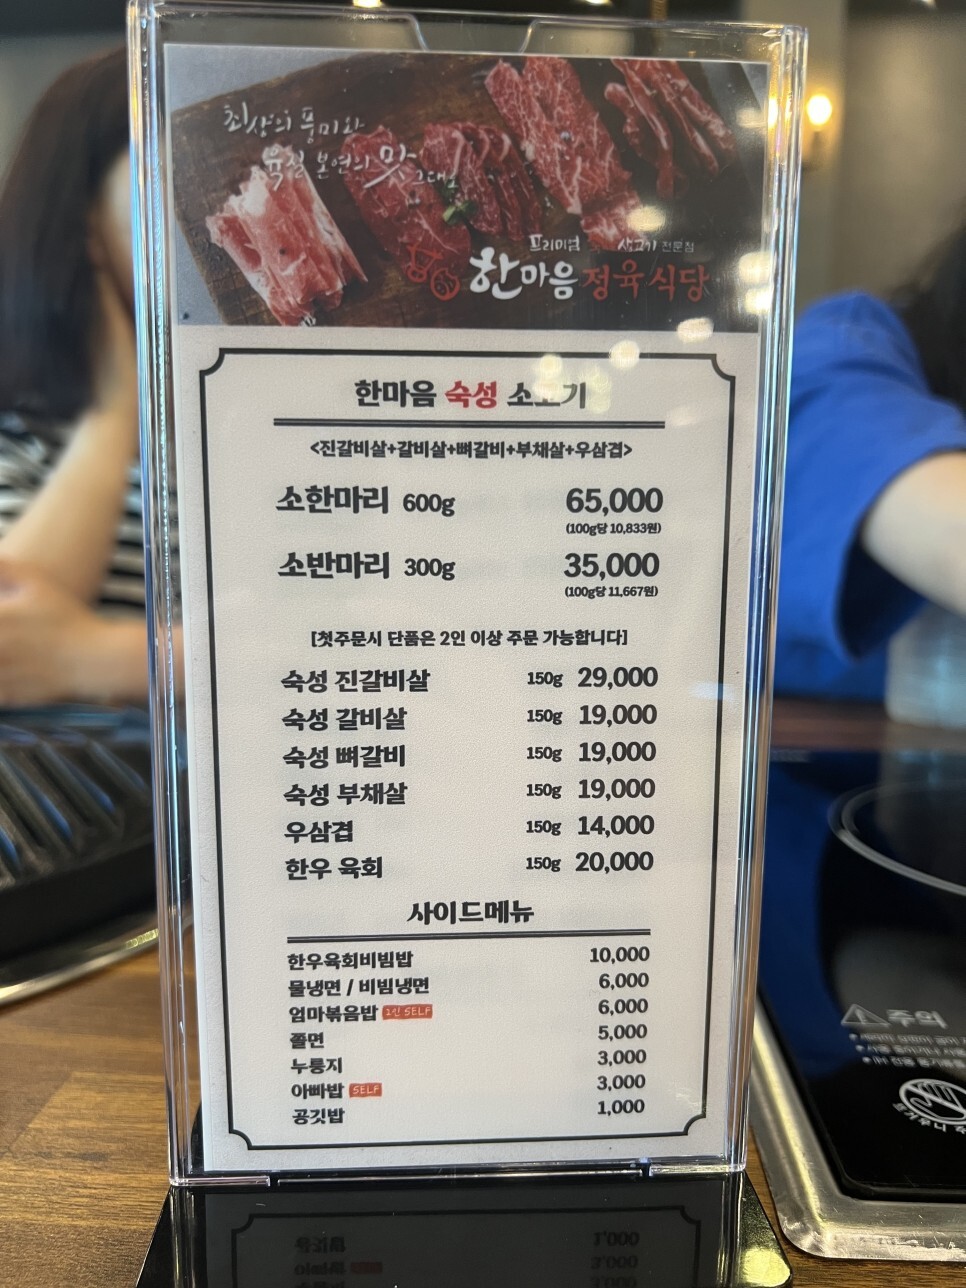 최상의 풍미와
육질 본연의 맛 그대로
프리미엄 생고기 전문점
한마음 정육 식당
한마음 숙성 소고기
<진갈비살+갈비살+뼈갈비+부채살+우삼겹>
소한마리 600g 65,000
(100g당 10,833원)
소반마리 300g 35,000
(100g당 11,667원)
[첫주문시 단품은 2인 이상 주문 가능합니다]
숙성 진갈비살 150g 29,000
숙성 갈비살 150g 19,000
숙성 뼈갈비 150g 19,000
숙성 부채살 150g 19,000
우삼겹 150g 14,000
한우 육회 150g 20,000
사이드메뉴
한우육회비빔밥 10,000
물냉면 / 비빔냉면 6,000
엄마볶음밥 2인 SELF 6,000
쫄면 5,000
누룽지 3,000
아빠밥 SELF 3,000
공깃밥 1,000
주의